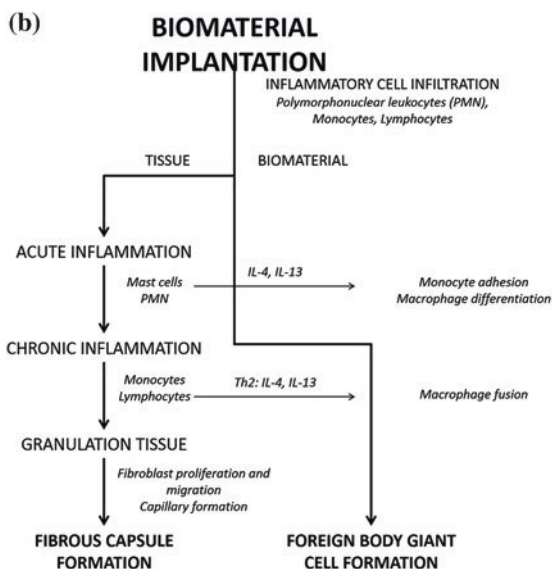 (b)
BIOMATERIAL
IMPLANTATION
INFLAMMATORY CELL INFILTRATION
Polymorphonuclear leukocytes (PMN),
Monocytes, Lymphocytes
TISSUE
BIOMATERIAL
ACUTE INFLAMMATION
Mast cells
PMN
IL-4, IL-13
Monocyte adhesion
Macrophage differentiation
CHRONIC INFLAMMATION
Monocytes
Lymphocytes
Th2: IL-4, IL-13
Macrophage fusion
GRANULATION TISSUE
Fibroblast proliferation and
migration
Capillary formation
FIBROUS CAPSULE
FORMATION
FOREIGN BODY GIANT
CELL FORMATION